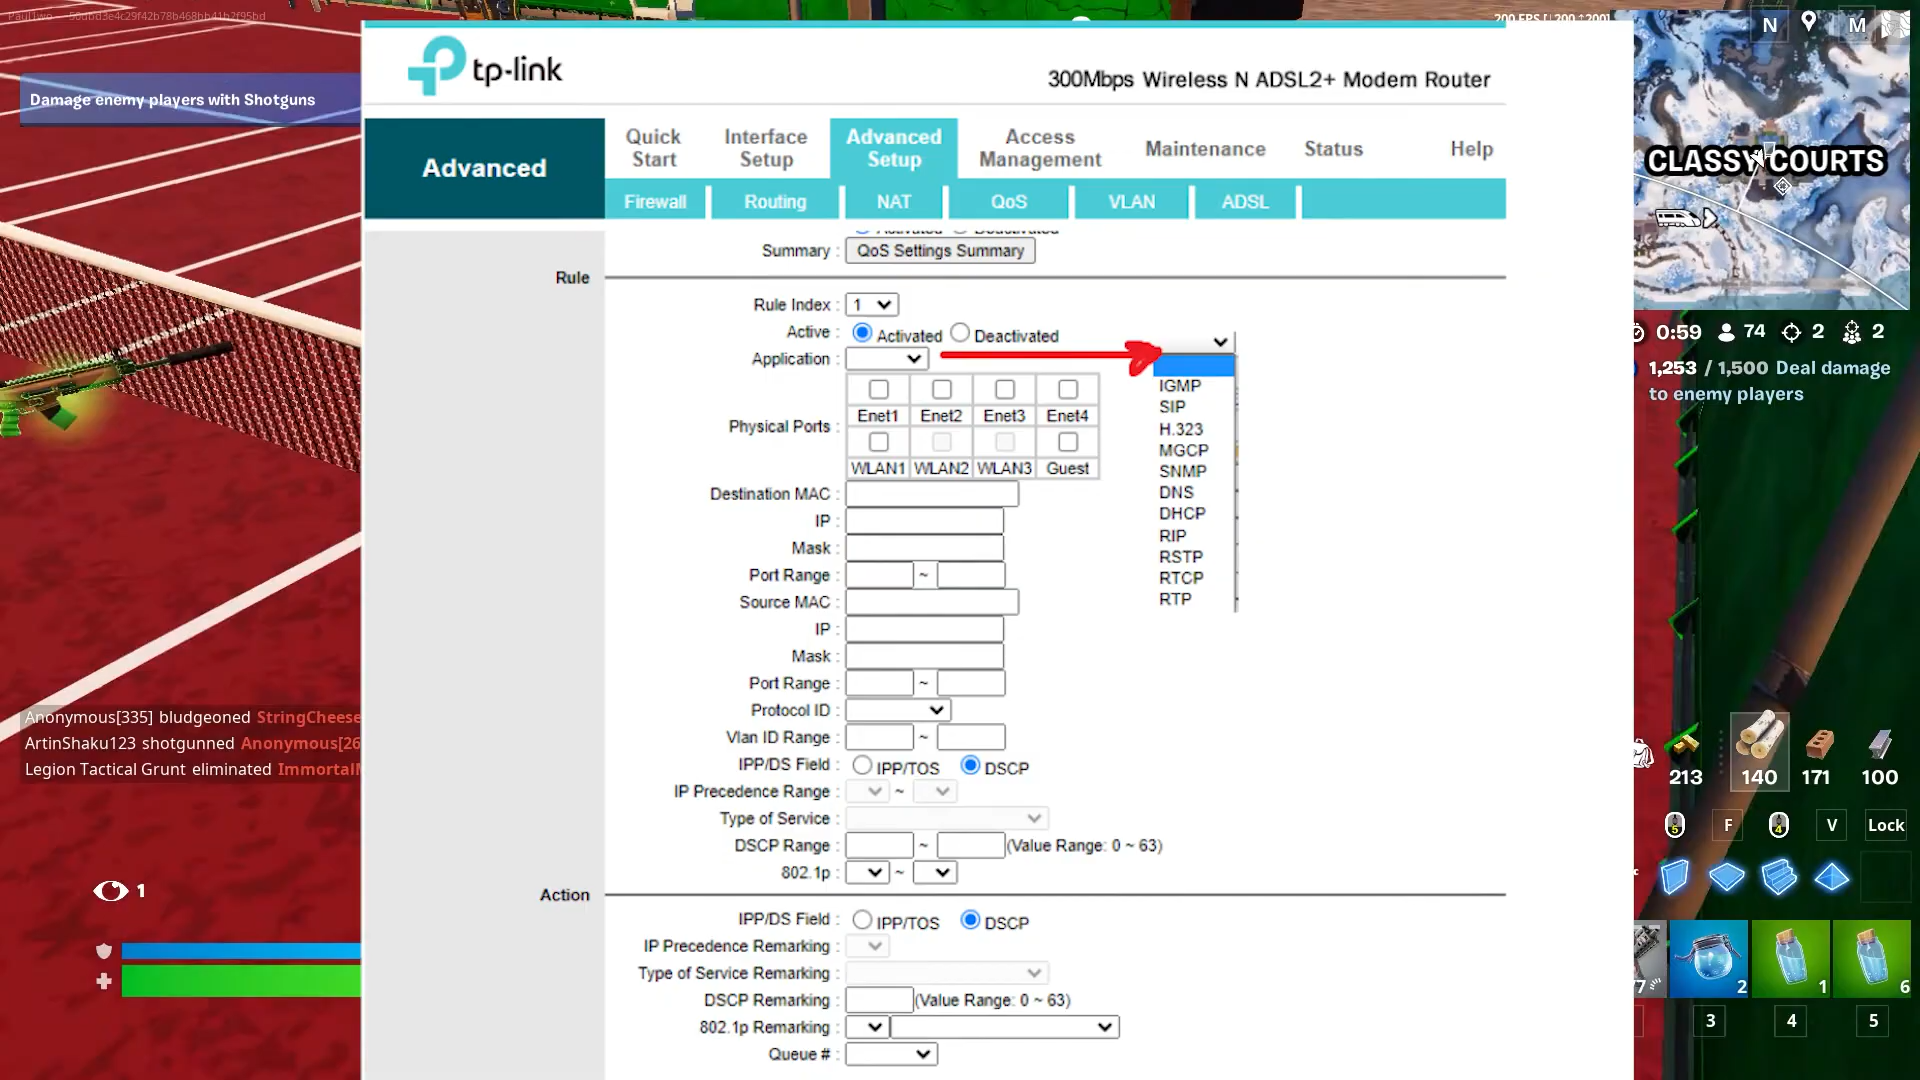 200 FPS [ | 200 ↑200]
N
M
Damage enemy players with Shotguns
tp-link
300Mbps Wireless N ADSL2+ Modem Router
Advanced
Quick Start
Interface Setup
Advanced Setup
Access Management
Maintenance
Status
Help
Firewall
Routing
NAT
QoS
VLAN
ADSL
CLASSY COURTS
Summary : QoS Settings Summary
Rule
Rule Index : 1
Active : Activated Deactivated
Application :
IGMP
SIP
H.323
MGCP
SNMP
DNS
DHCP
RIP
RSTP
RTCP
RTP
Physical Ports :
Enet1 Enet2 Enet3 Enet4
WLAN1 WLAN2 WLAN3 Guest
Destination MAC :
IP :
Mask :
Port Range : ~
Source MAC :
IP :
Mask :
Port Range : ~
Protocol ID :
Vlan ID Range : ~
IPP/DS Field : IPP/TOS DSCP
IP Precedence Range : ~
Type of Service :
DSCP Range : ~ (Value Range: 0 ~ 63)
802.1p : ~
Action
IPP/DS Field : IPP/TOS DSCP
IP Precedence Remarking :
Type of Service Remarking :
DSCP Remarking : (Value Range: 0 ~ 63)
802.1p Remarking :
Queue # :
0:59 74 2 2
1,253 / 1,500 Deal damage
to enemy players
Anonymous[335] bludgeoned StringCheese
ArtinShaku123 shotgunned Anonymous[26
Legion Tactical Grunt eliminated Immortal
1
213 140 171 100
5 F 4 V Lock
2 1 6
3 4 5